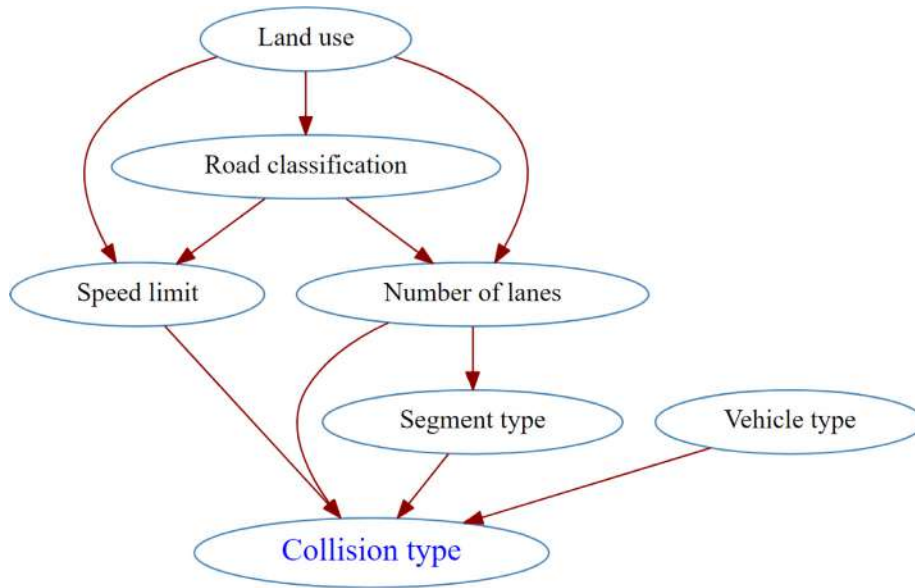 Land use
Road classification
Speed limit
Number of lanes
Segment type
Vehicle type
Collision type